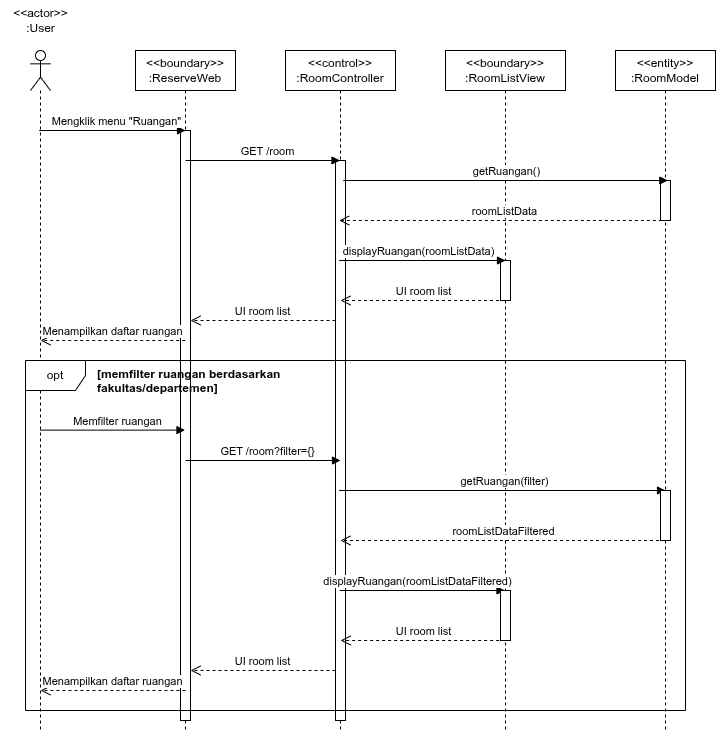 <<actor>>
:User
<<boundary>>
:ReserveWeb
<<control>>
:RoomController
<<boundary>>
:RoomListView
<<entity>>
:RoomModel
Mengklik menu "Ruangan"
GET /room
getRuangan()
roomListData
displayRuangan(roomListData)
UI room list
UI room list
Menampilkan daftar ruangan
opt
[memfilter ruangan berdasarkan
fakultas/departemen]
Memfilter ruangan
GET /room?filter={}
getRuangan(filter)
roomListDataFiltered
displayRuangan(roomListDataFiltered)
UI room list
UI room list
Menampilkan daftar ruangan